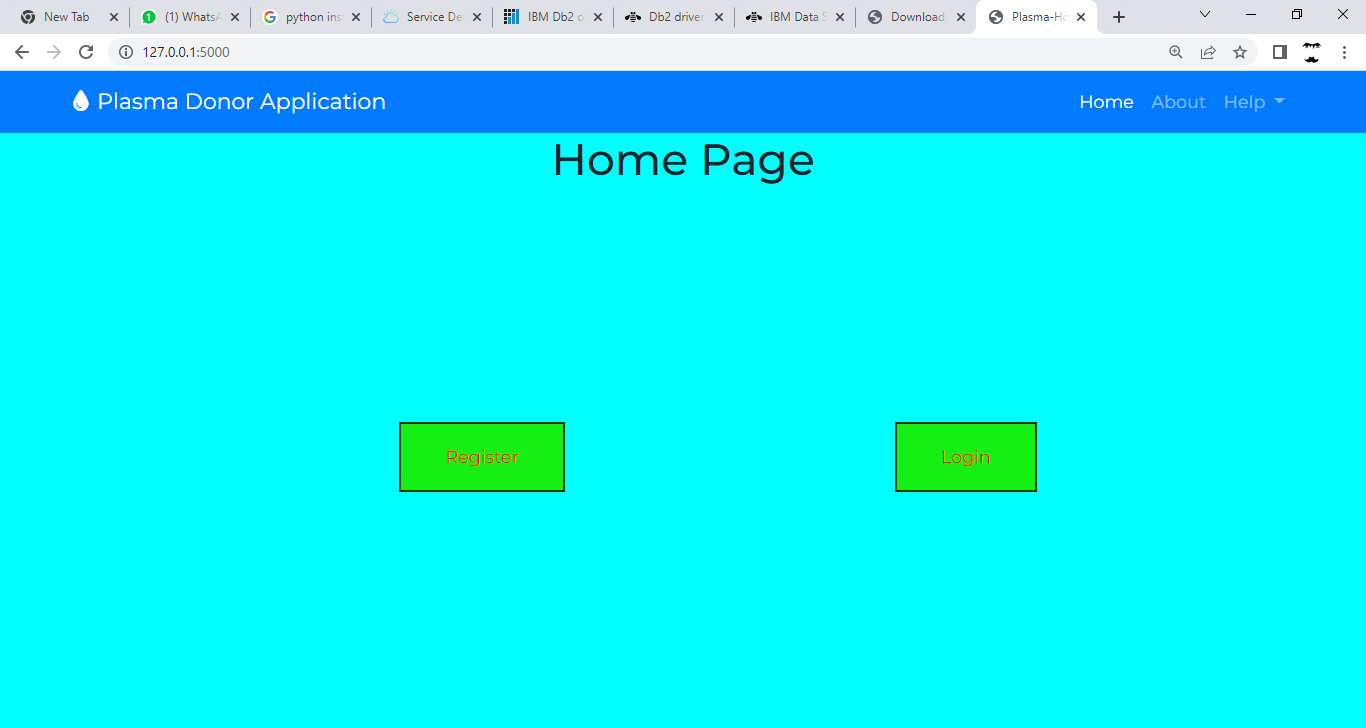 New Tab
(1) WhatsA
python ins
Service De
IBM Db2 o
Db2 driver
IBM Data S
Download
Plasma-Ho
127.0.0.1:5000
Plasma Donor Application
Home
About
Help
Home Page
Register
Login